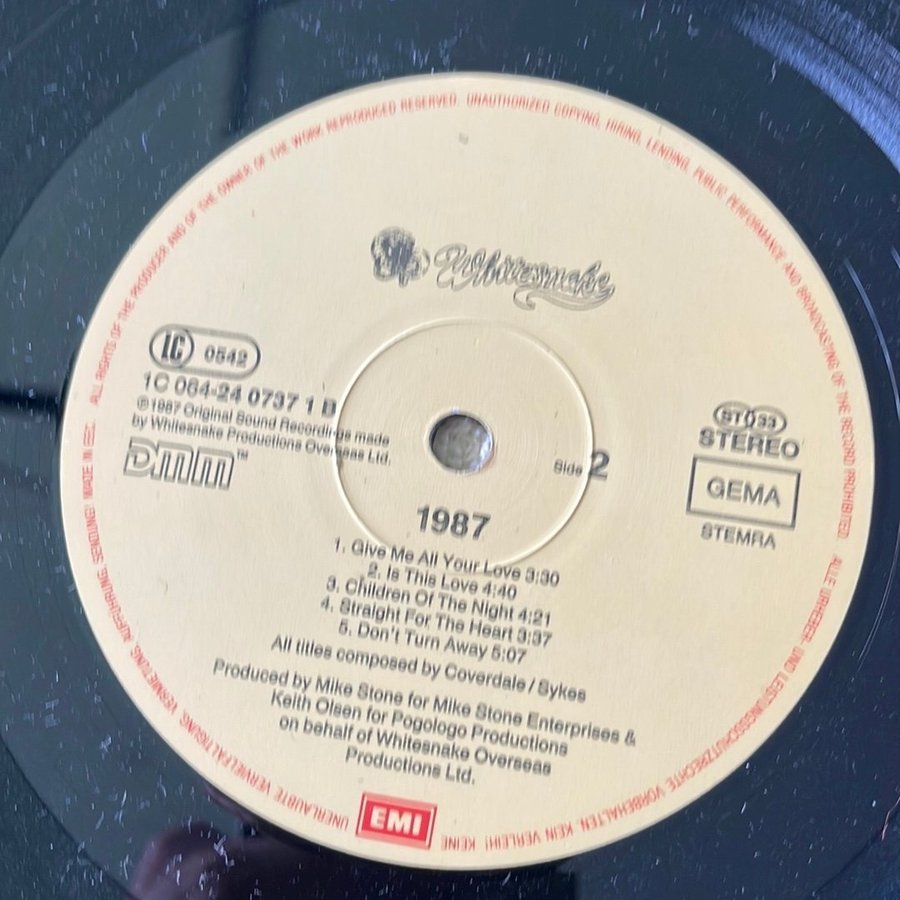 ALL RIGHTS OF THE PRODUCER AND OF THE OWNER OF THE WORK REPRODUCED RESERVED. UNAUTHORIZED COPYING, HIRING, LENDING, PUBLIC PERFORMANCE AND BROADCASTING OF THE RECORD PROHIBITED. ALLE URHEBER- UND LEISTUNGSSCHUTZRECHTE VORBEHALTEN. KEIN VERLEIH! KEINE UNERLAUBTE VERVIELFÄLTIGUNG, VERMIETUNG, AUFFÜHRUNG, SENDUNG! MADE IN EEC.
Whitesnake
LC 0542
1C 064-24 0737 1 B
℗1987 Original Sound Recordings made
by Whitesnake Productions Overseas Ltd.
DMM™
ST 33
STEREO
GEMA
STEMRA
Side 2
1987
1. Give Me All Your Love 3:30
2. Is This Love 4:40
3. Children Of The Night 4:21
4. Straight For The Heart 3:37
5. Don't Turn Away 5:07
All titles composed by Coverdale / Sykes
Produced by Mike Stone for Mike Stone Enterprises &
Keith Olsen for Pogologo Productions
on behalf of Whitesnake Overseas
Productions Ltd.
EMI